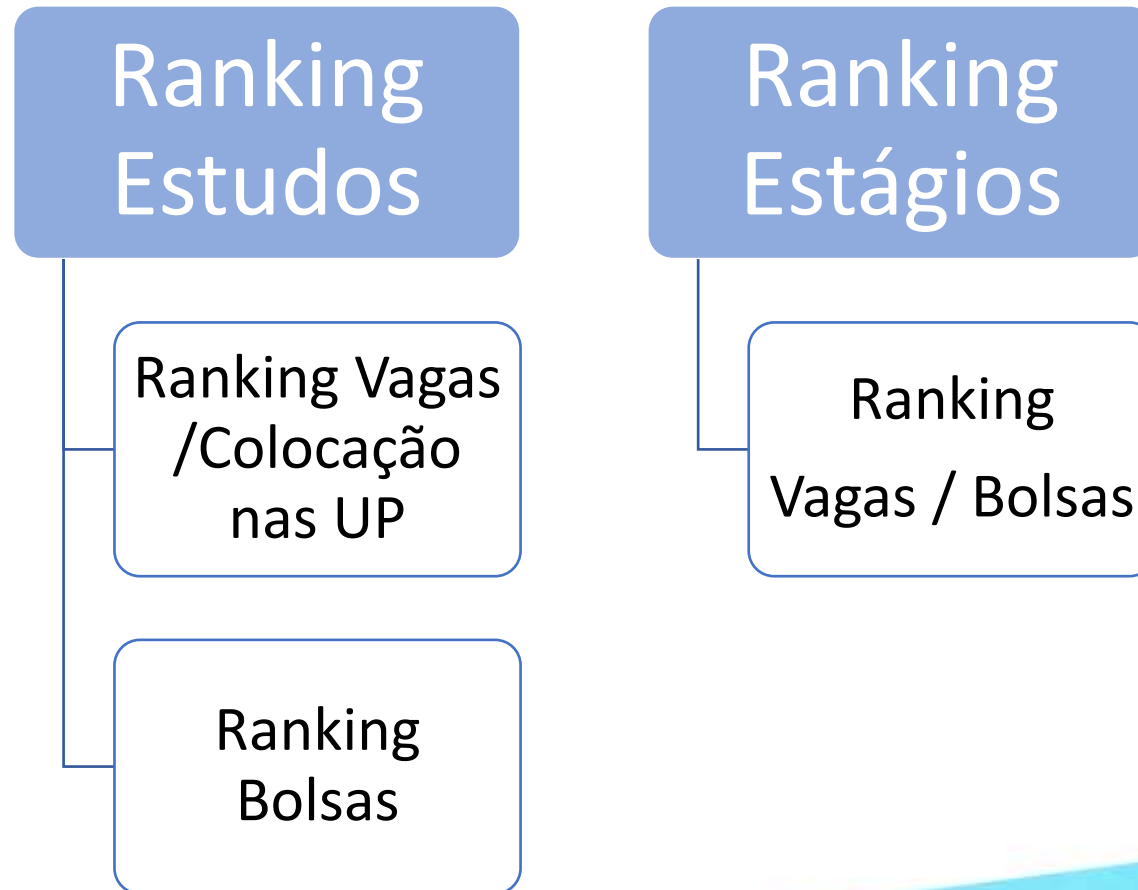 Ranking
Estudos
Ranking Vagas
/Colocação
nas UP
Ranking
Bolsas
Ranking
Estágios
Ranking
Vagas / Bolsas